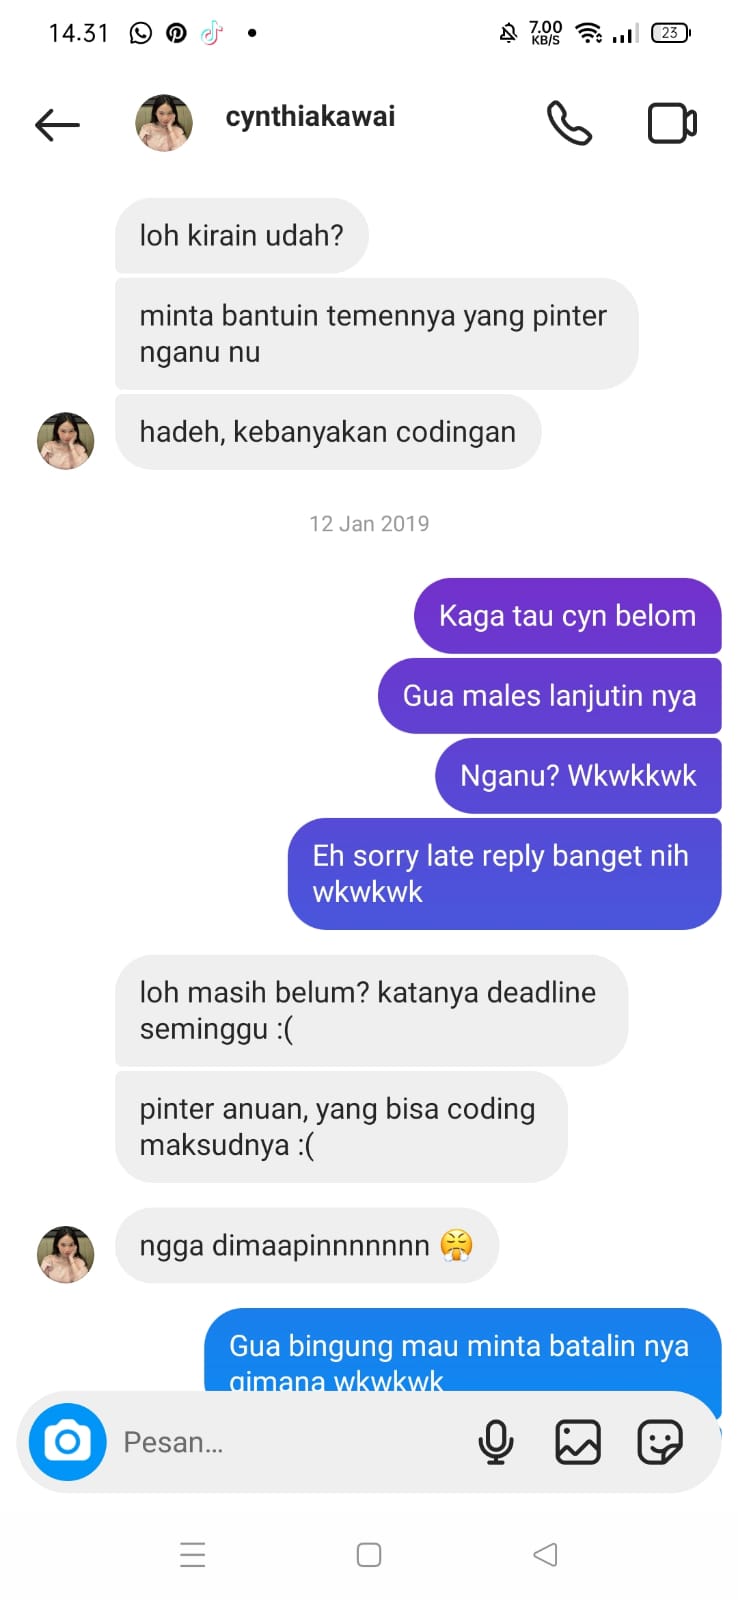 14.31
7.00
KB/S
23
cynthiakawai
loh kirain udah?
minta bantuin temennya yang pinter
nganu nu
hadeh, kebanyakan codingan
12 Jan 2019
Kaga tau cyn belom
Gua males lanjutin nya
Nganu? Wkwkkwk
Eh sorry late reply banget nih
wkwkwk
loh masih belum? katanya deadline
seminggu :(
pinter anuan, yang bisa coding
maksudnya :(
ngga dimaapinnnnnnn 😤
Gua bingung mau minta batalin nya
gimana wkwkwk
Pesan...